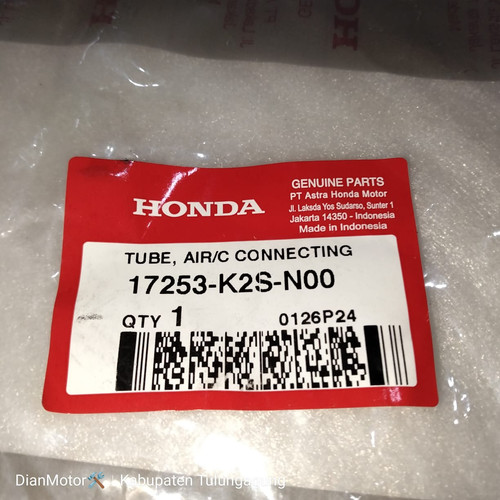 HONDA
GENUINE PARTS
PT Astra Honda Motor
Jl. Laksda Yos Sudarso, Sunter 1
Jakarta 14350 - Indonesia
Made in Indonesia
HONDA
TUBE, AIR/C CONNECTING
17253-K2S-N00
QTY 1
0126P24
DianMotor🛠️ Kabupaten Tulungagung